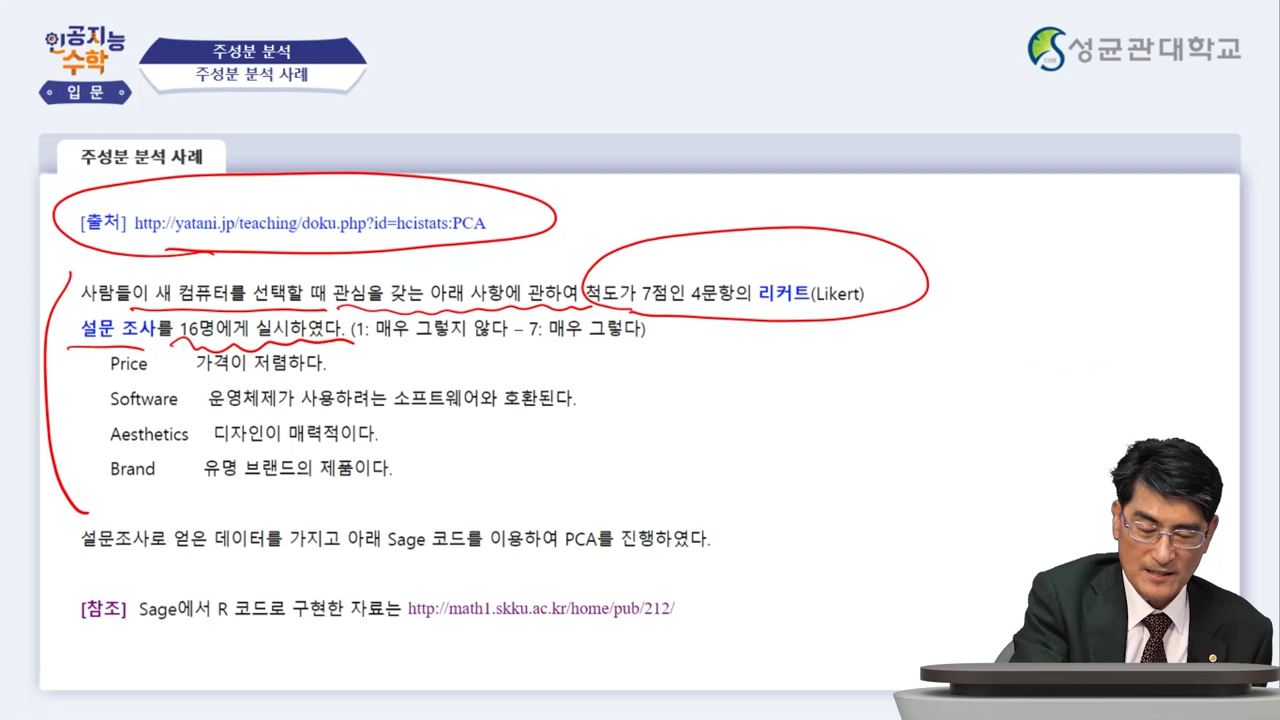 인공지능
수학
입문
주성분 분석
주성분 분석 사례
성균관대학교
주성분 분석 사례
[출처] http://yatani.jp/teaching/doku.php?id=hcistats:PCA
사람들이 새 컴퓨터를 선택할 때 관심을 갖는 아래 사항에 관하여 척도가 7점인 4문항의 리커트(Likert)
설문 조사를 16명에게 실시하였다. (1: 매우 그렇지 않다 – 7: 매우 그렇다)
Price 가격이 저렴하다.
Software 운영체제가 사용하려는 소프트웨어와 호환된다.
Aesthetics 디자인이 매력적이다.
Brand 유명 브랜드의 제품이다.
설문조사로 얻은 데이터를 가지고 아래 Sage 코드를 이용하여 PCA를 진행하였다.
[참조] Sage에서 R 코드로 구현한 자료는 http://math1.skku.ac.kr/home/pub/212/